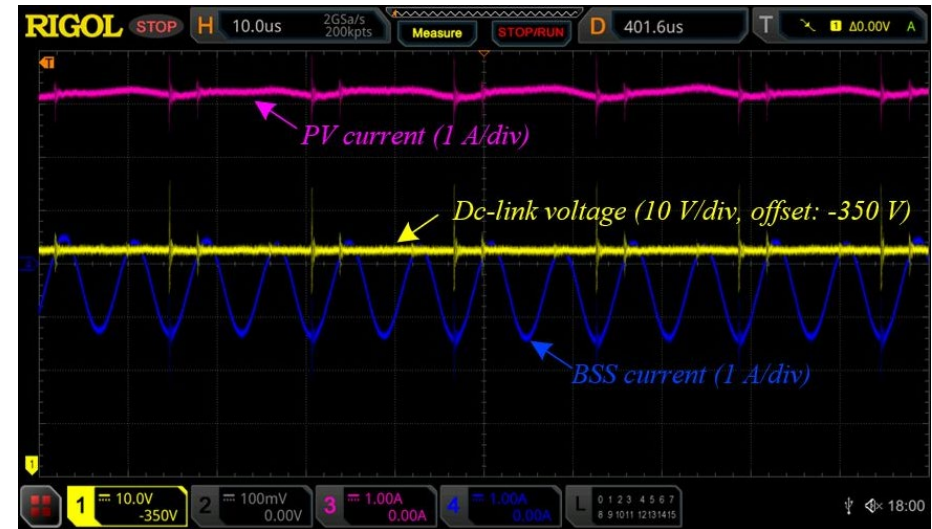 RIGOL STOP H 10.0us 2GSa/s 200kpts Measure STOP/RUN D 401.6us T 1 Δ0.00V A
T
PV current (1 A/div)
Dc-link voltage (10 V/div, offset: -350 V)
BSS current (1 A/div)
1
1 10.0V -350V 2 100mV 0.00V 3 1.00A 0.00A 4 1.00A 0.00A L 0 1 2 3 4 5 6 7 8 9 10 11 12 13 14 15 18:00